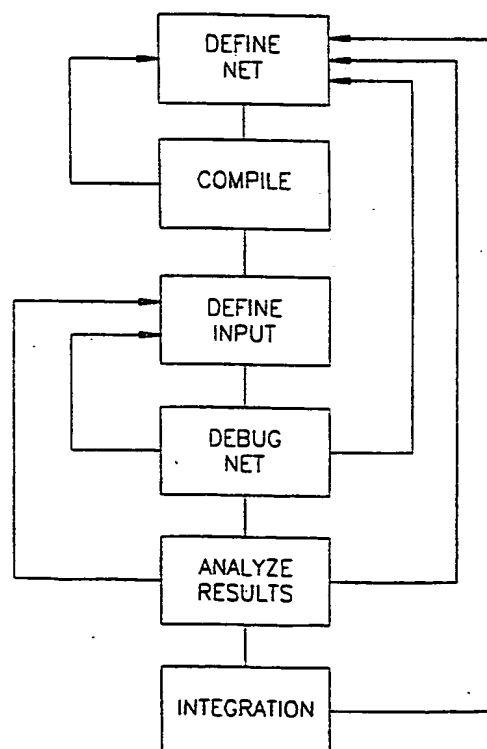 DEFINE
NET
COMPILE
DEFINE
INPUT
DEBUG
NET
ANALYZE
RESULTS
INTEGRATION